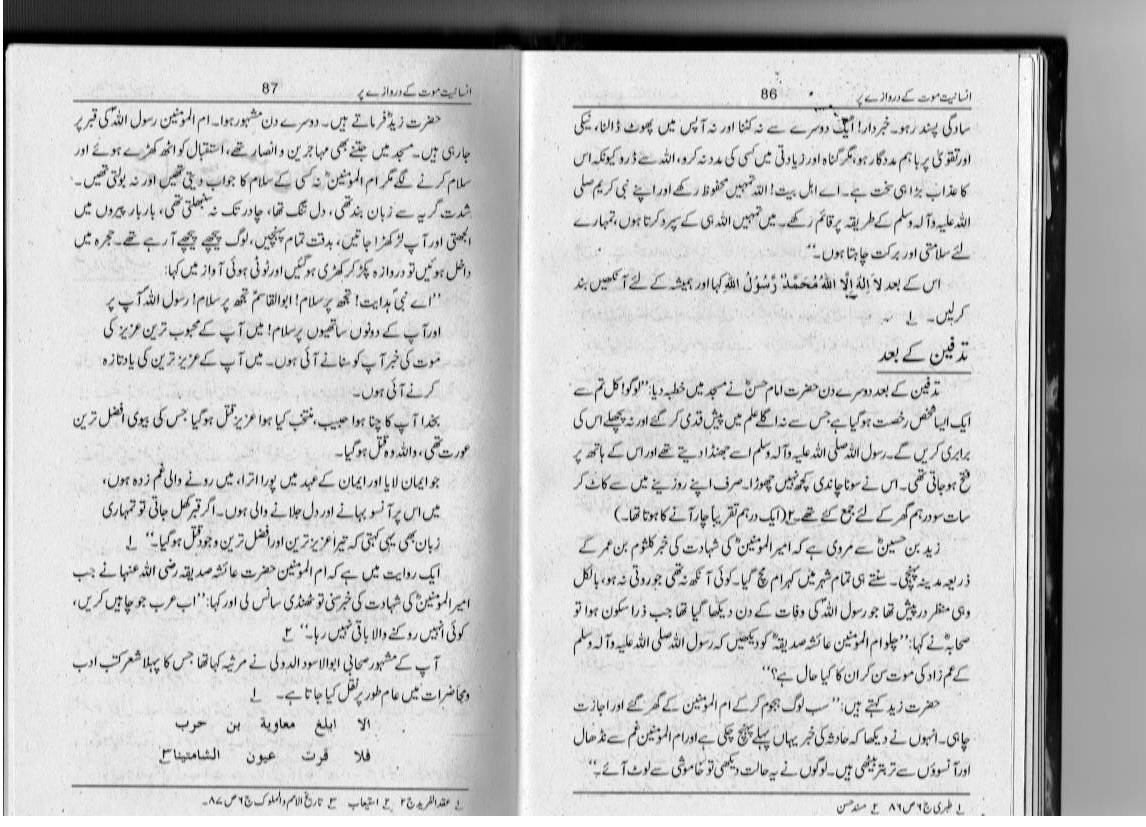 انسانیت موت کے دروازے پر 86
سادگی پسند رہو۔ خبردار! ایک دوسرے سے نہ کٹنا اور نہ آپس میں پھوٹ ڈالنا، نیکی
اور تقویٰ پر باہم مددگار رہو، مگر گناہ اور زیادتی میں کسی کی مدد نہ کرو، اللہ سے ڈرو کیونکہ اس
کا عذاب بڑا ہی سخت ہے۔ اے اہل بیت! اللہ تمہیں محفوظ رکھے اور اپنے نبی کریم صلی
اللہ علیہ وآلہ وسلم کے طریقہ پر قائم رکھے۔ میں تمہیں اللہ ہی کے سپرد کرتا ہوں، تمہارے
لئے سلامتی اور برکت چاہتا ہوں۔‘‘
اس کے بعد لَا اِلٰهَ اِلَّا اللّٰهُ مُحَمَّدٌ رَّسُوْلُ اللّٰهِ کہا اور ہمیشہ کے لئے آنکھیں بند
کر لیں۔ ۱
تدفین کے بعد
تدفین کے بعد دوسرے دن حضرت امام حسنؓ نے مسجد میں خطبہ دیا: ’’لوگو! کل تم سے
ایک ایسا شخص رخصت ہو گیا ہے جس سے نہ اگلے علم میں پیش قدمی کر گئے اور نہ پچھلے اس کی
برابری کریں گے۔ رسول اللہ صلی اللہ علیہ وآلہ وسلم اسے جھنڈا دیتے تھے اور اس کے ہاتھ پر
فتح ہو جاتی تھی۔ اس نے سونا چاندی کچھ نہیں چھوڑا۔ صرف اپنے روزینے میں سے کاٹ کر
سات سو درہم گھر کے لئے جمع کئے تھے۔ ۲ (ایک درہم تقریباً چار آنے کا ہوتا تھا۔)
زید بن حسینؓ سے مروی ہے کہ امیر المومنینؓ کی شہادت کی خبر کلثوم بن عمر کے
ذریعہ مدینہ پہنچی۔ سنتے ہی تمام شہر میں کہرام مچ گیا۔ کوئی آنکھ نہ تھی جو روتی نہ ہو، بالکل
وہی منظر درپیش تھا جو رسول اللہؐ کی وفات کے دن دیکھا گیا تھا جب ذرا سکون ہوا تو
صحابہؓ نے کہا: ’’چلو ام المومنین عائشہ صدیقہؓ کو دیکھیں کہ رسول اللہ صلی اللہ علیہ وآلہ وسلم
کے عم زاد کی موت سن کر ان کا کیا حال ہے؟‘‘
حضرت زید کہتے ہیں: ’’سب لوگ ہجوم کر کے ام المومنین کے گھر گئے اور اجازت
چاہی۔ انہوں نے دیکھا کہ حادثہ کی خبر یہاں پہلے پہنچ چکی ہے اور ام المومنین غم سے نڈھال
اور آنسوؤں سے تربتر بیٹھی ہیں۔ لوگوں نے یہ حالت دیکھی تو خاموشی سے لوٹ آئے۔‘‘
۱ طبری ج ۶ ص ۸۶ ۲ مسند حسن
انسانیت موت کے دروازے پر 87
حضرت زیدؓ فرماتے ہیں۔ دوسرے دن مشہور ہوا۔ ام المومنین رسول اللہؐ کی قبر پر
جا رہی ہیں۔ مسجد میں جتنے بھی مہاجرین و انصار تھے، استقبال کو اٹھ کھڑے ہوئے اور
سلام کرنے لگے مگر ام المومنینؓ نہ کسی کے سلام کا جواب دیتی تھیں اور نہ بولتی تھیں۔
شدت گریہ سے زبان بند تھی، دل تنگ تھا، چادر تک نہ سنبھلتی تھی، بار بار پیروں میں
الجھتی اور آپ لڑکھڑا جاتیں، بدقت تمام پہنچیں، لوگ پیچھے پیچھے آ رہے تھے۔ حجرہ میں
داخل ہوئیں تو دروازہ پکڑ کر کھڑی ہو گئیں اور ٹوٹی ہوئی آواز میں کہا:
’’اے نبی ہدایت! تجھ پر سلام! ابوالقاسمؐ تجھ پر سلام! رسول اللہؐ آپ پر
اور آپ کے دونوں ساتھیوں پر سلام! میں آپ کے محبوب ترین عزیز کی
موت کی خبر آپ کو سنانے آئی ہوں۔ میں آپ کے عزیز ترین کی یاد تازہ
کرنے آئی ہوں۔
بخدا آپ کا چنا ہوا حبیب، منتخب کیا ہوا عزیز قتل ہو گیا جس کی بیوی افضل ترین
عورت تھی، واللہ وہ قتل ہو گیا۔
جو ایمان لایا اور ایمان کے عہد میں پورا اترا، میں رونے والی غم زدہ ہوں،
میں اس پر آنسو بہانے اور دل جلانے والی ہوں۔ اگر قبر کھل جاتی تو تمہاری
زبان بھی یہی کہتی کہ تیرا عزیز ترین اور افضل ترین وجود قتل ہو گیا۔‘‘ ۱
ایک روایت میں ہے کہ ام المومنین حضرت عائشہ صدیقہ رضی اللہ عنہا نے جب
امیر المومنینؓ کی شہادت کی خبر سنی تو ٹھنڈی سانس لی اور کہا: ’’اب عرب جو چاہیں کریں،
کوئی انہیں روکنے والا باقی نہیں رہا۔‘‘ ۲
آپ کے مشہور صحابی ابوالاسود الدولی نے مرثیہ کہا تھا جس کا پہلا شعر کتب ادب
ومحاضرات میں عام طور پر نقل کیا جاتا ہے۔ ۱
الا ابلغ معاوية بن حرب
فلا قرت عيون الشامتينا ۳
۱ عقد الفرید ج ۲ ۲ استیعاب ۳ تاریخ الامم والملوک ج ۶ ص ۸۷۔